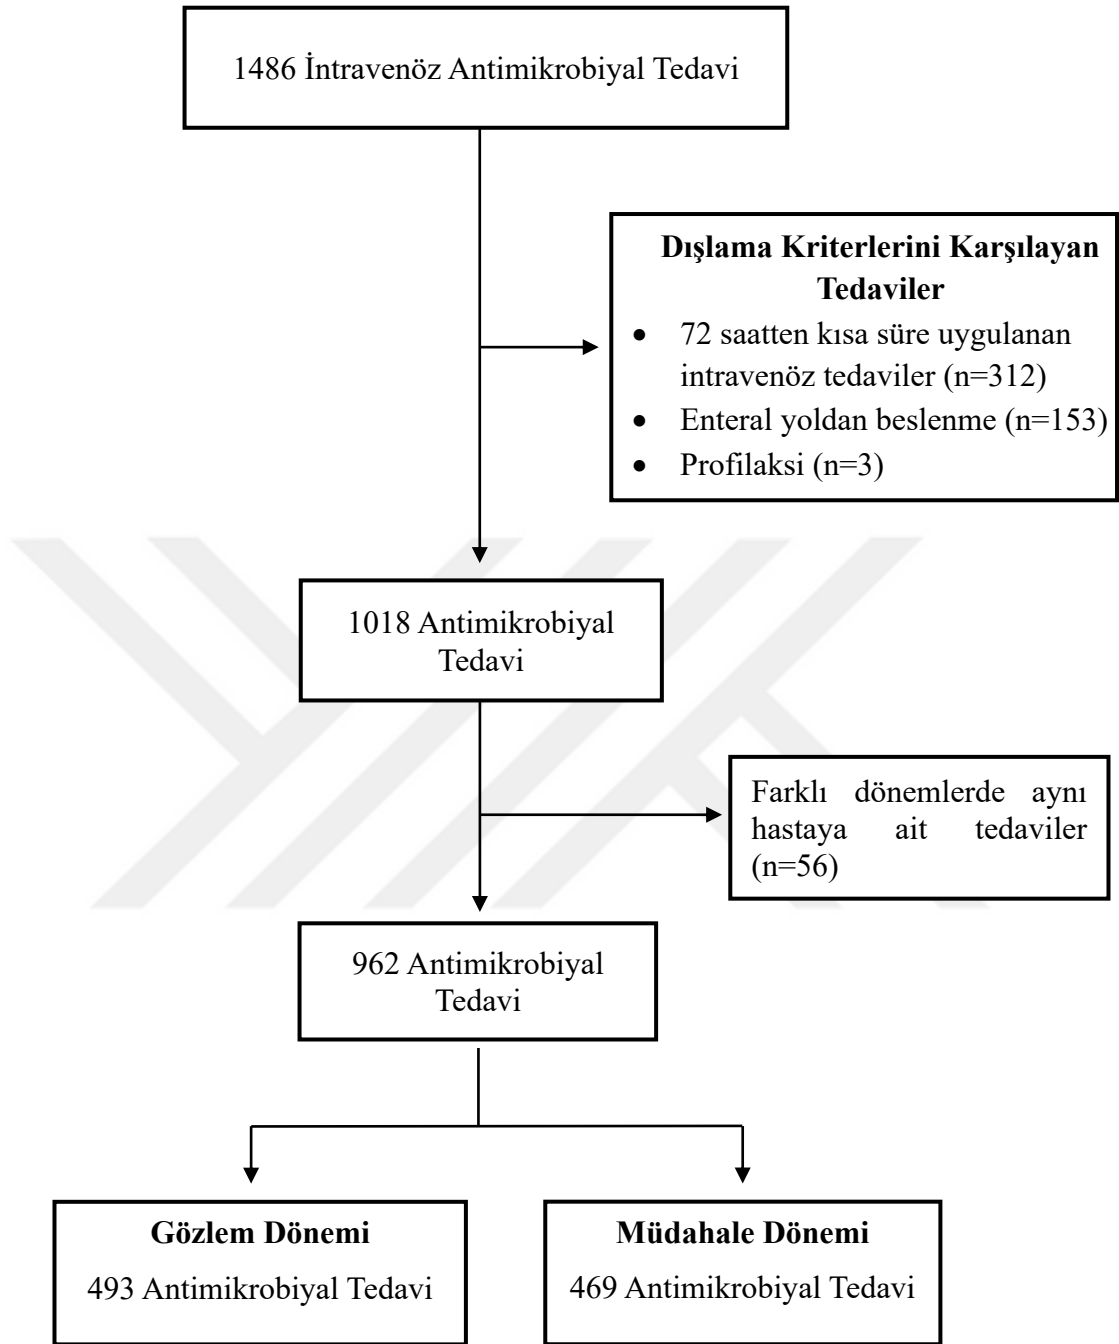 1486 İntravenöz Antimikrobiyal Tedavi
Dışlama Kriterlerini Karşılayan
Tedaviler
• 72 saatten kısa süre uygulanan
intravenöz tedaviler (n=312)
• Enteral yoldan beslenme (n=153)
• Profilaksi (n=3)
1018 Antimikrobiyal
Tedavi
Farklı dönemlerde aynı
hastaya ait tedaviler
(n=56)
962 Antimikrobiyal
Tedavi
Gözlem Dönemi
493 Antimikrobiyal Tedavi
Müdahale Dönemi
469 Antimikrobiyal Tedavi